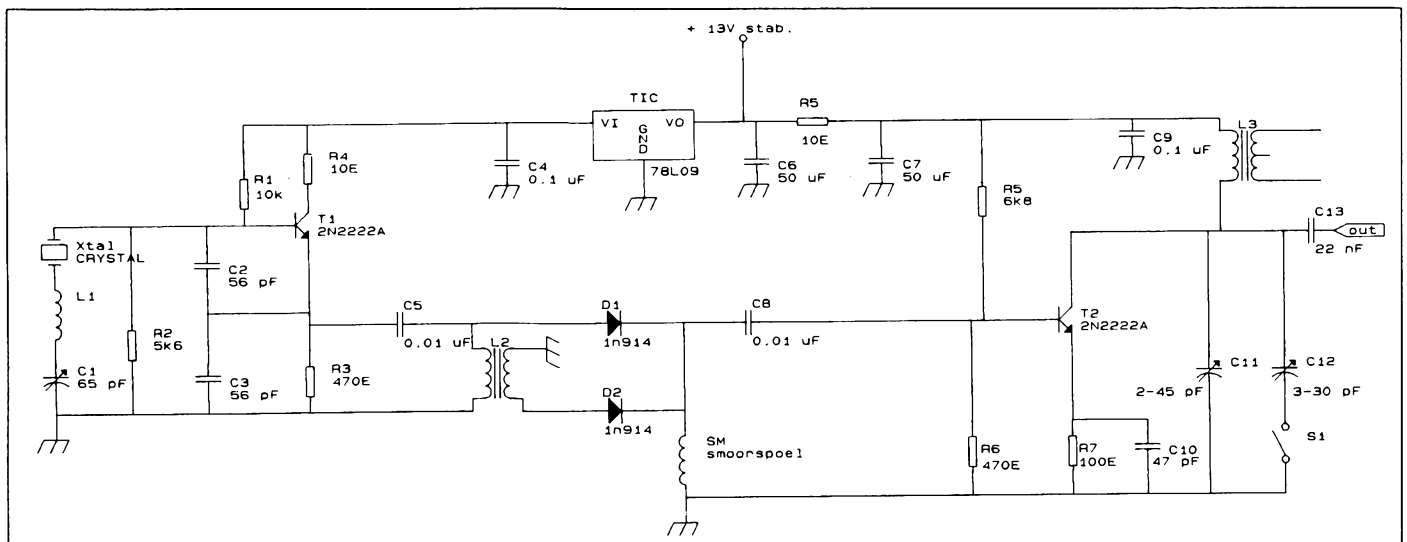 + 13V stab.
TIC
VI
GND
VO
78L09
R5
10E
R4
10E
R1
10k
C4
0.1 uF
C6
50 uF
C7
50 uF
C9
0.1 uF
L3
R5
6k8
T1
2N2222A
Xtal
CRYSTAL
C2
56 pF
C13
22 nF
out
L1
C5
0.01 uF
D1
1n914
C8
0.01 uF
T2
2N2222A
R2
5k6
L2
C1
65 pF
C3
56 pF
R3
470E
D2
1n914
C11
2-45 pF
C12
3-30 pF
SM
smoorspoel
R6
470E
R7
100E
C10
47 pF
S1